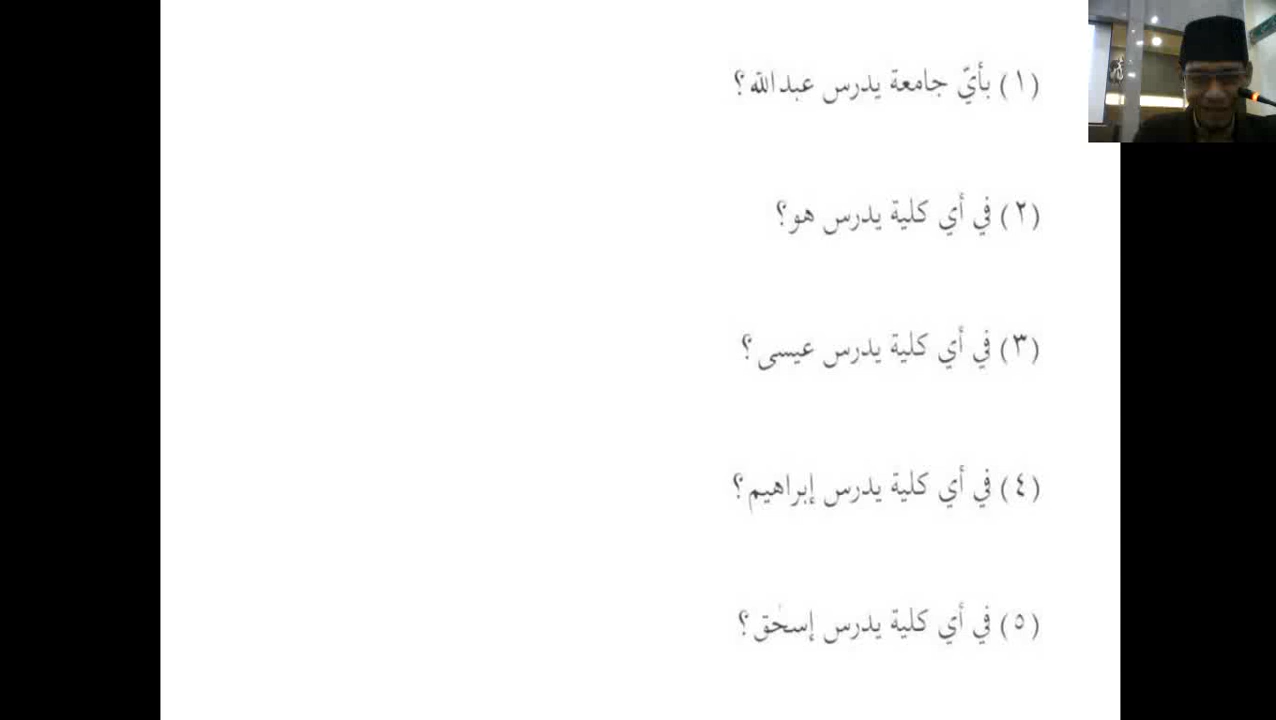 (١) بأيّ جامعة يدرس عبدالله؟
(٢) في أي كلية يدرس هو؟
(٣) في أي كلية يدرس عيسى؟
(٤) في أي كلية يدرس إبراهيم؟
(٥) في أي كلية يدرس إسحٰق؟